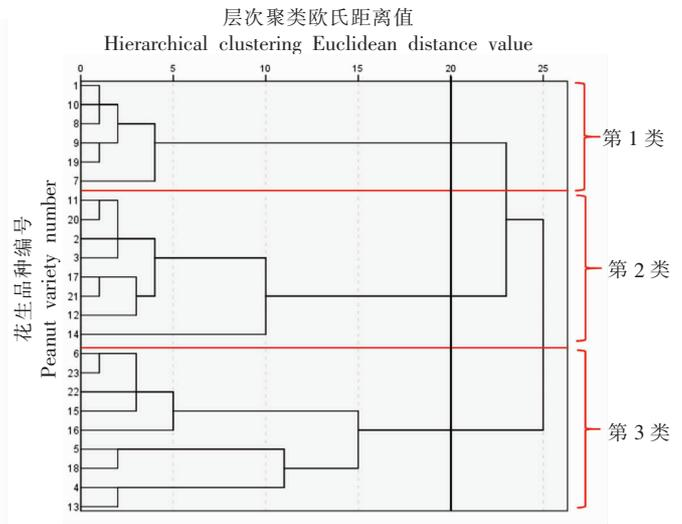 层次聚类欧氏距离值
Hierarchical clustering Euclidean distance value
0 5 10 15 20 25
花生品种编号
Peanut variety number
1
10
8
9
19
7
第 1 类
11
20
2
3
17
21
12
14
第 2 类
6
23
22
15
16
5
18
4
13
第 3 类